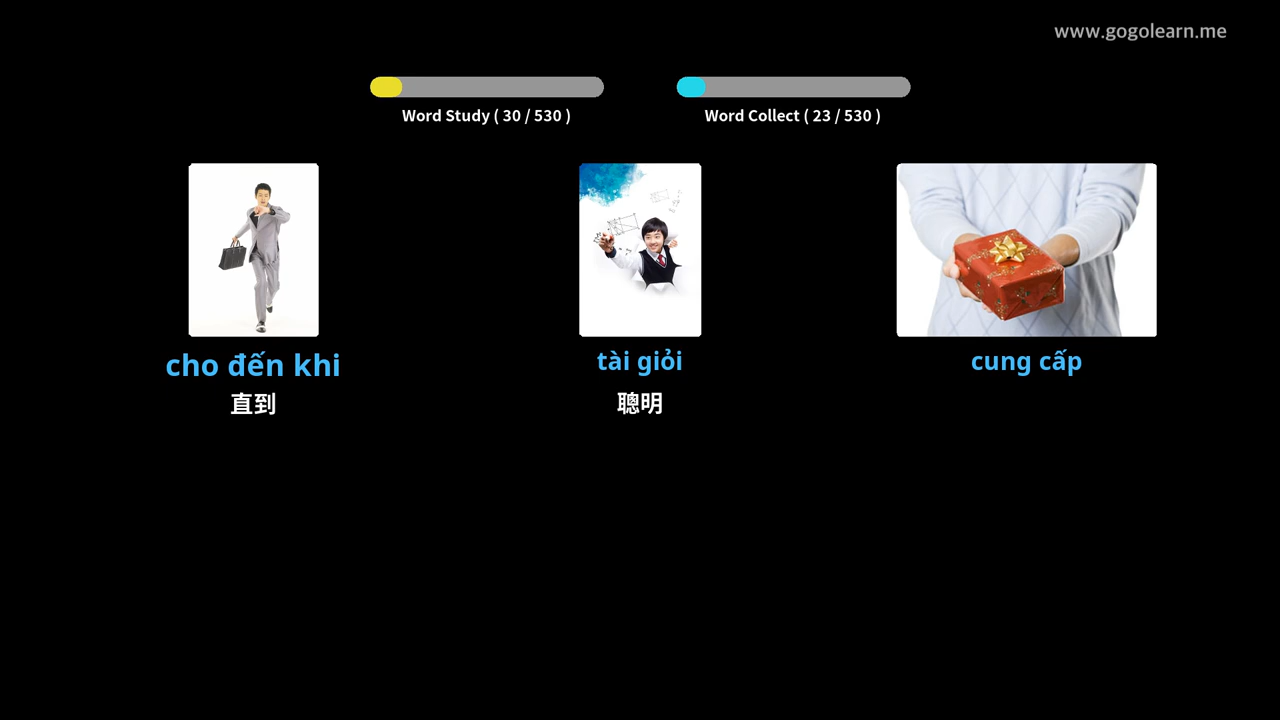 www.gogolearn.me
Word Study ( 30 / 530 )
Word Collect ( 23 / 530 )
cho đến khi
直到
tài giỏi
聰明
cung cấp